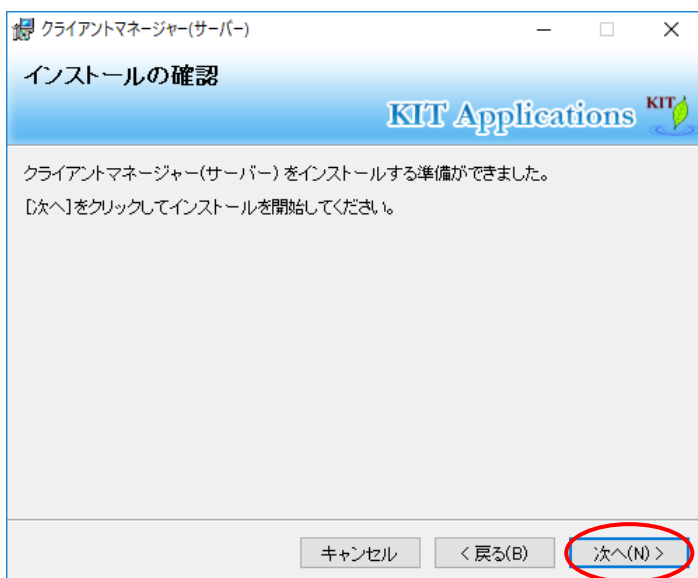 クライアントマネージャー(サーバー)
インストールの確認
KIT Applications KIT
クライアントマネージャー(サーバー) をインストールする準備ができました。
[次へ]をクリックしてインストールを開始してください。
キャンセル < 戻る(B) 次へ(N) >